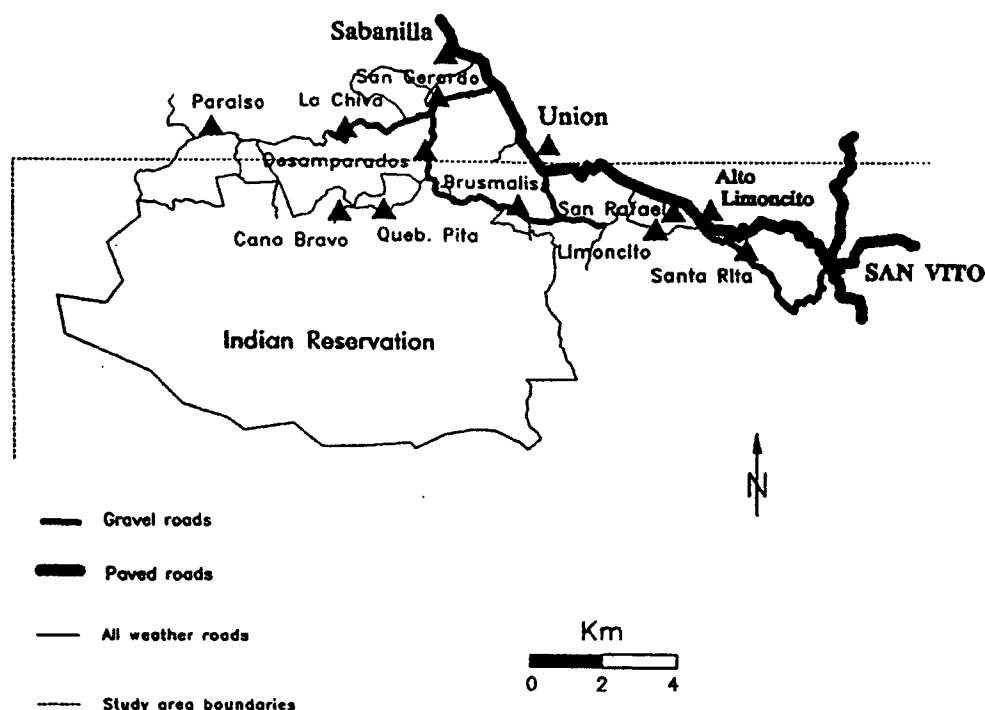 Sabanilla
San Gerardo
Paraiso
La Chiva
Union
Desamparados
Brusmalis
Alto
Limoncito
San Rafael
Cano Bravo
Queb. Pita
Limoncito
Santa Rita
SAN VITO
Indian Reservation
N
Gravel roads
Paved roads
All weather roads
Study area boundaries
Km
0 2 4